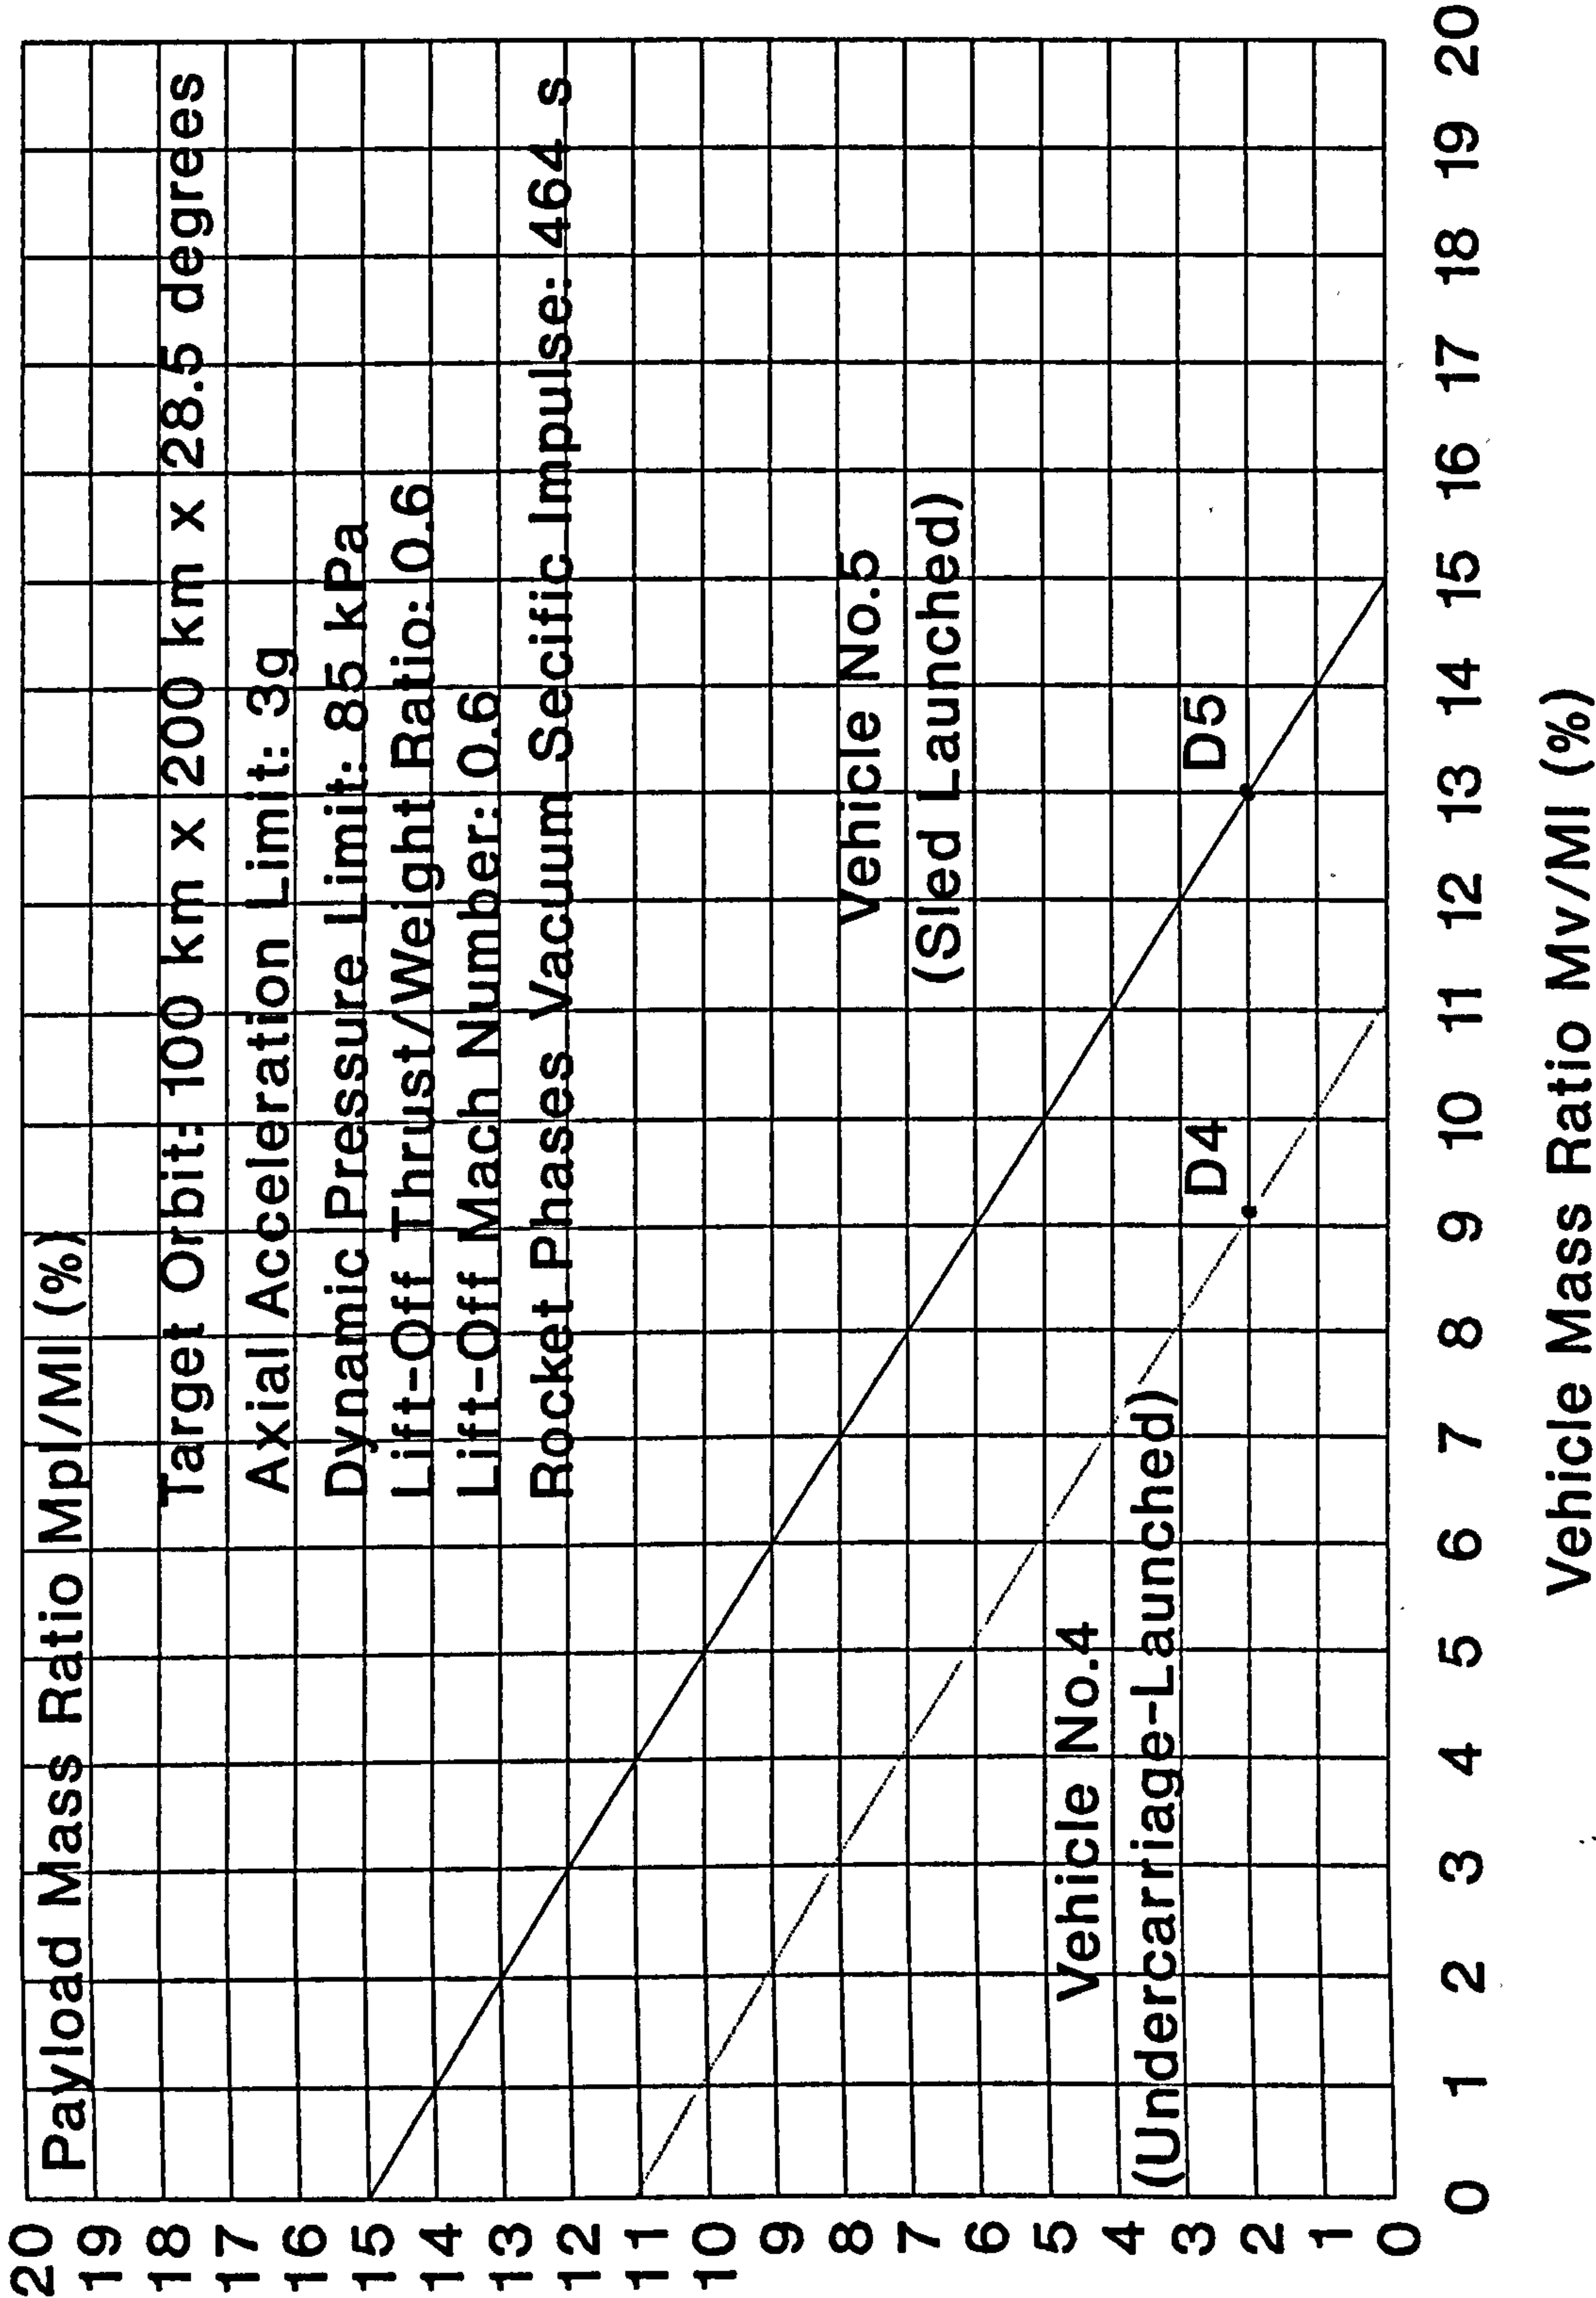 Payload Mass Ratio Mpl/Ml (%)
Target Orbit: 100 km x 200 km x 28.5 degrees
Axial Acceleration Limit: 3g
Dynamic Pressure Limit: 85 kPa
Lift-Off Thrust/Weight Ratio: 0.6
Lift-Off Mach Number: 0.6
Rocket Phases Vacuum Secific Impulse: 464 s
Vehicle No.5
(Sled Launched)
Vehicle No.4
(Undercarriage-Launched)
D4
D5
20
19
18
17
16
15
14
13
12
11
10
9
8
7
6
5
4
3
2
1
0
0 1 2 3 4 5 6 7 8 9 10 11 12 13 14 15 16 17 18 19 20
Vehicle Mass Ratio Mv/Ml (%)